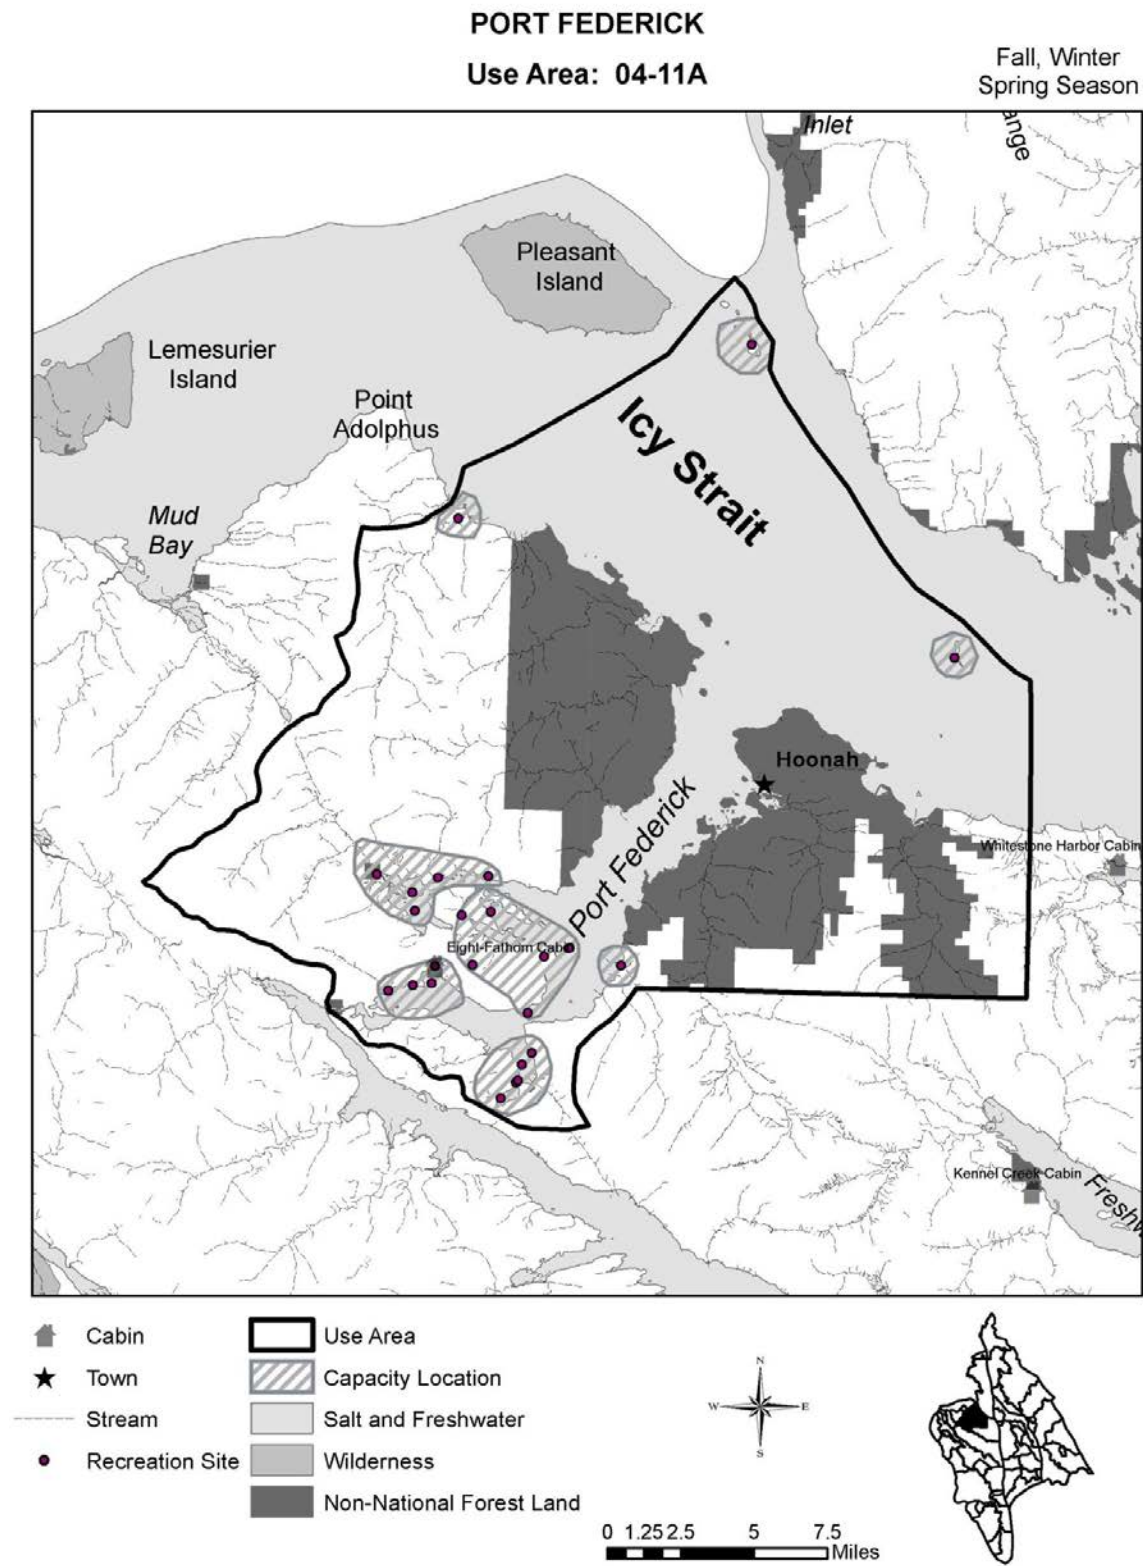 PORT FEDERICK
Use Area: 04-11A
Fall, Winter
Spring Season
Inlet
ange
Pleasant
Island
Lemesurier
Island
Point
Adolphus
Icy Strait
Mud
Bay
Hoonah
Port Federick
Whitestone Harbor Cabin
Eight-Fathom Cabin
Kennel Creek Cabin
Freshw
Cabin
Use Area
Town
Capacity Location
Stream
Salt and Freshwater
Recreation Site
Wilderness
Non-National Forest Land
N
W
E
S
0 1.25 2.5 5 7.5
Miles